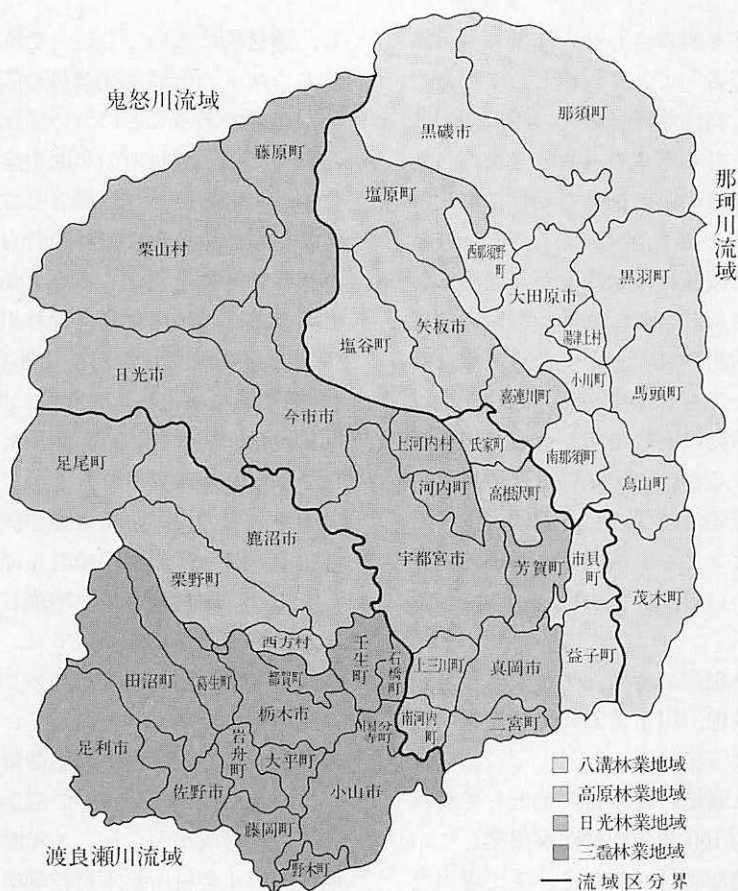 鬼怒川流域
那珂川流域
藤原町
黒磯市
那須町
塩原町
栗山村
西那須野町
大田原市
黒羽町
湯津上村
塩谷町
矢板市
日光市
小川町
馬頭町
喜連川町
今市市
上河内村
氏家町
南那須町
足尾町
烏山町
河内町
高根沢町
鹿沼市
宇都宮市
芳賀町
市貝町
茂木町
栗野町
西方村
壬生町
石橋町
上三川町
真岡市
益子町
田沼町
葛生町
都賀町
栃木市
国分寺町
南河内町
二宮町
足利市
岩舟町
大平町
小山市
佐野市
藤岡町
野木町
渡良瀬川流域
八溝林業地域
高原林業地域
日光林業地域
三毳林業地域
流域区分界